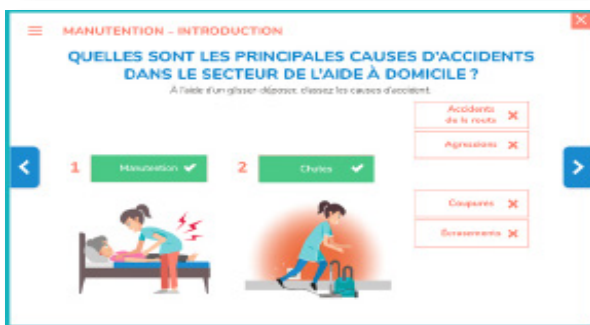 MANUTENTION - INTRODUCTION
QUELLES SONT LES PRINCIPALES CAUSES D'ACCIDENTS
DANS LE SECTEUR DE L'AIDE À DOMICILE ?
À l'aide d'un glisser déposer, classez les causes d'accident.
Accidents
de la route
Agressions
1 Manutention
2 Chutes
Coupures
Écrasements